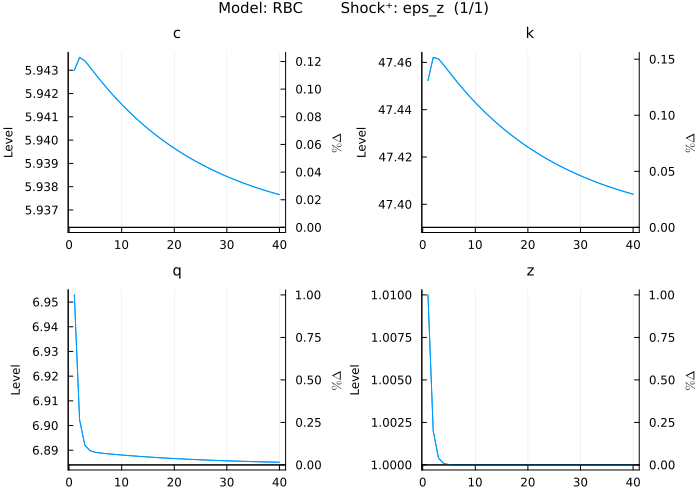 Model: RBC Shock⁺: eps_z (1/1)
c
k
5.943
5.942
5.941
5.940
5.939
5.938
5.937
Level
0.12
0.10
0.08
0.06
0.04
0.02
0.00
%Δ
0 10 20 30 40
47.46
47.44
47.42
47.40
Level
0.15
0.10
0.05
0.00
%Δ
0 10 20 30 40
q
z
6.95
6.94
6.93
6.92
6.91
6.90
6.89
Level
1.00
0.75
0.50
0.25
0.00
%Δ
0 10 20 30 40
1.0100
1.0075
1.0050
1.0025
1.0000
Level
1.00
0.75
0.50
0.25
0.00
%Δ
0 10 20 30 40